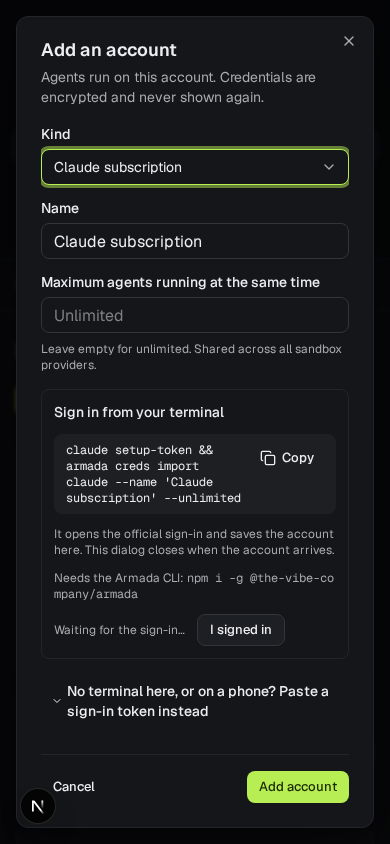 Add an account
Agents run on this account. Credentials are
encrypted and never shown again.
Kind
Claude subscription
Name
Claude subscription
Maximum agents running at the same time
Unlimited
Leave empty for unlimited. Shared across all sandbox
providers.
Sign in from your terminal
claude setup-token &&
armada creds import
claude --name 'Claude
subscription' --unlimited
Copy
It opens the official sign-in and saves the account
here. This dialog closes when the account arrives.
Needs the Armada CLI: npm i -g @the-vibe-co
mpany/armada
Waiting for the sign-in…
I signed in
No terminal here, or on a phone? Paste a
sign-in token instead
Cancel
Add account
N